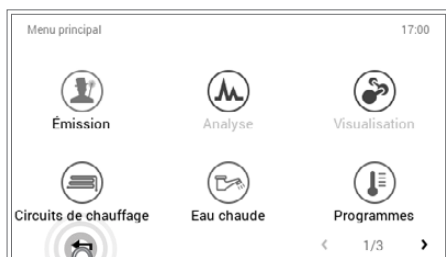 Menu principal 17:00
Émission Analyse Visualisation
Circuits de chauffage Eau chaude Programmes
1/3